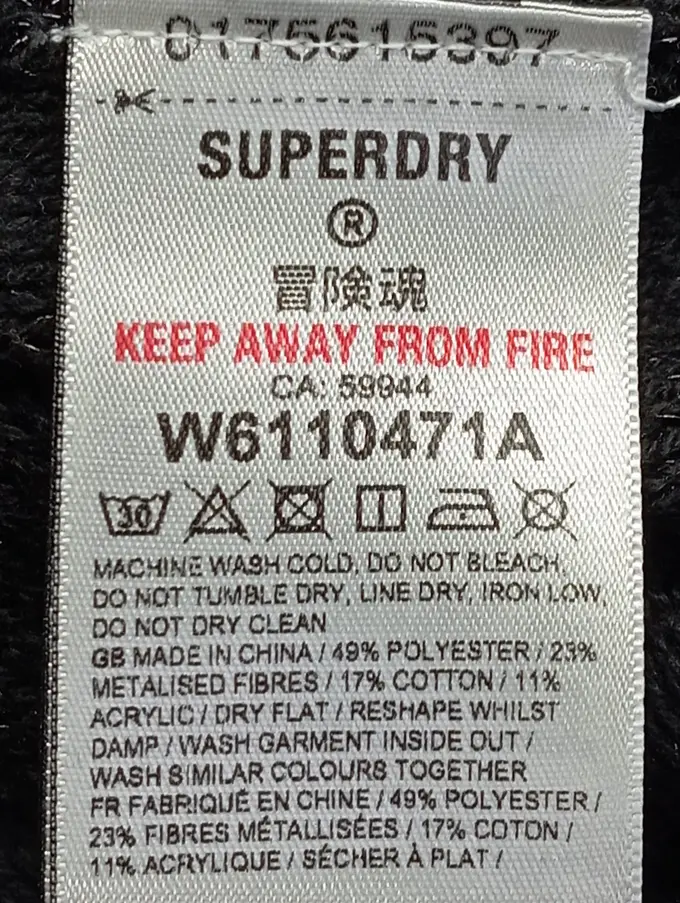 0175615397
SUPERDRY
®
冒険魂
KEEP AWAY FROM FIRE
CA: 59944
W6110471A
30
MACHINE WASH COLD, DO NOT BLEACH,
DO NOT TUMBLE DRY, LINE DRY, IRON LOW,
DO NOT DRY CLEAN
GB MADE IN CHINA / 49% POLYESTER / 23%
METALISED FIBRES / 17% COTTON / 11%
ACRYLIC / DRY FLAT / RESHAPE WHILST
DAMP / WASH GARMENT INSIDE OUT /
WASH SIMILAR COLOURS TOGETHER
FR FABRIQUÉ EN CHINE / 49% POLYESTER /
23% FIBRES MÉTALLISÉES / 17% COTON /
11% ACRYLIQUE / SÉCHER À PLAT /